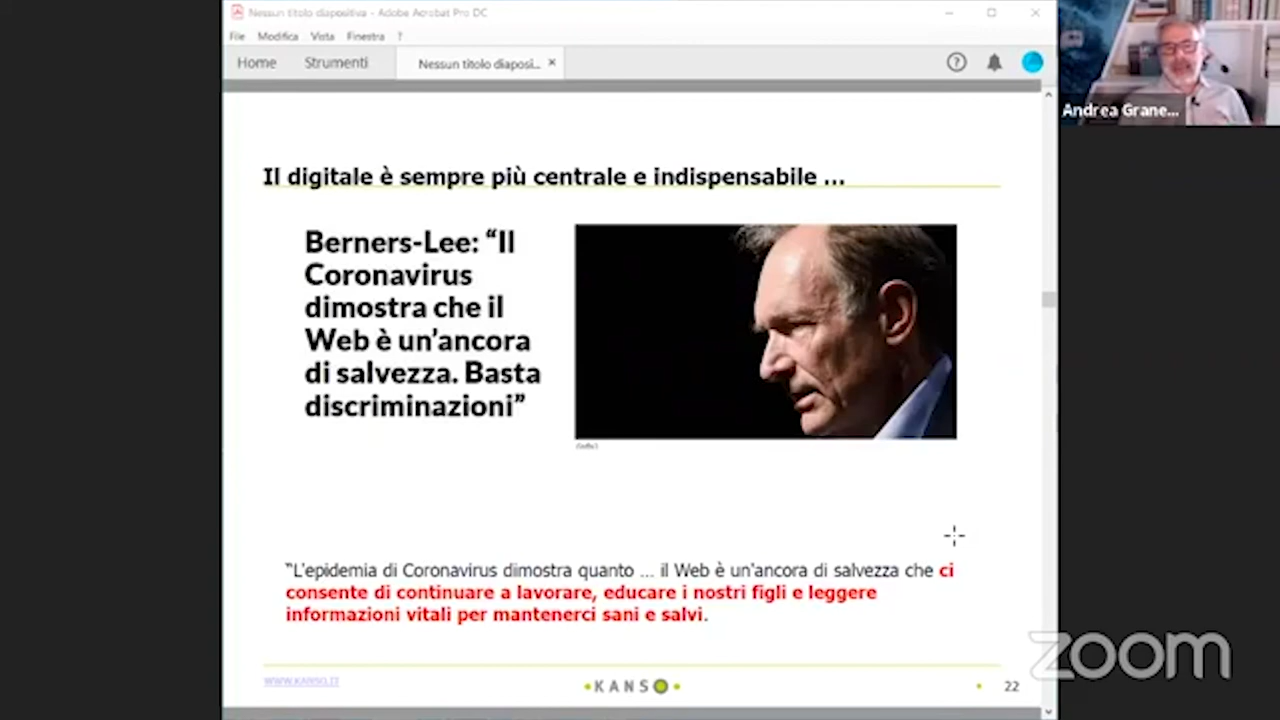 Nessun titolo diapositiva - Adobe Acrobat Pro DC
File Modifica Vista Finestra ?
Home Strumenti Nessun titolo diaposi... ×
Andrea Grane...
Il digitale è sempre più centrale e indispensabile ...
Berners-Lee: “Il
Coronavirus
dimostra che il
Web è un’ancora
di salvezza. Basta
discriminazioni”
“L’epidemia di Coronavirus dimostra quanto ... il Web è un’ancora di salvezza che ci
consente di continuare a lavorare, educare i nostri figli e leggere
informazioni vitali per mantenerci sani e salvi.
WWW.KANSO.IT
KANSO
22
zoom